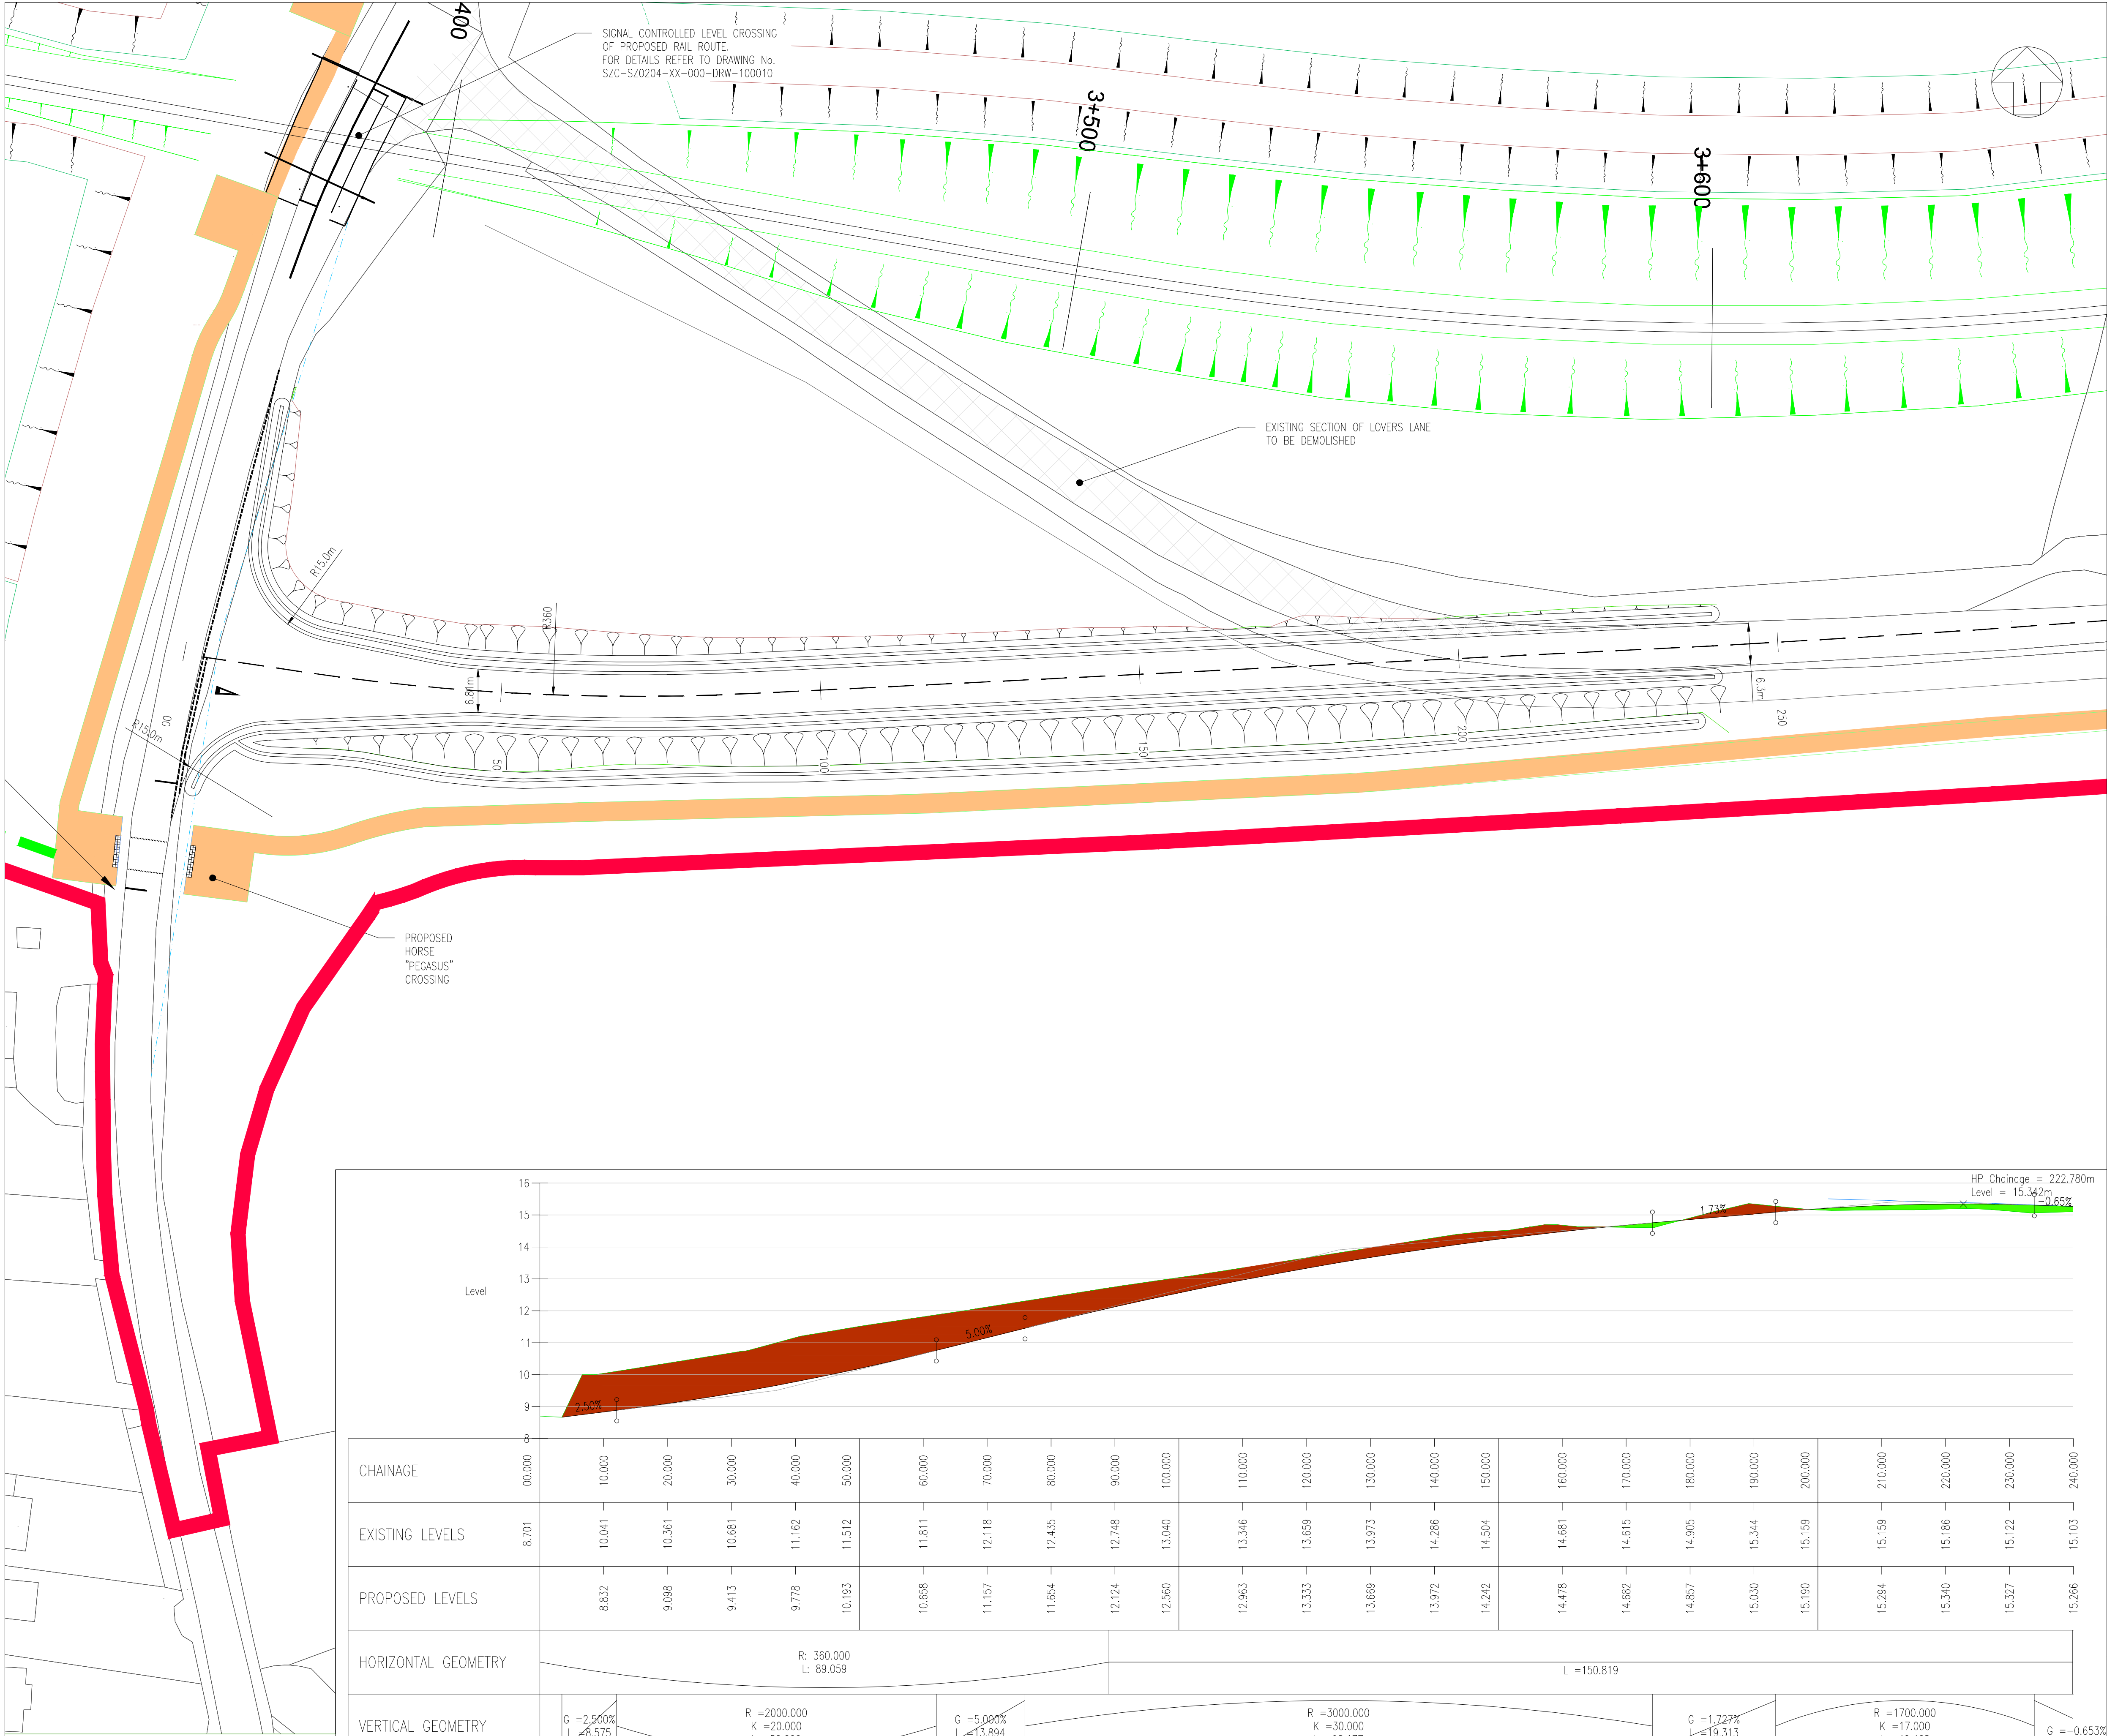 400
SIGNAL CONTROLLED LEVEL CROSSING
OF PROPOSED RAIL ROUTE.
FOR DETAILS REFER TO DRAWING No.
SZC-SZ0204-XX-000-DRW-100010
3+500
3+600
EXISTING SECTION OF LOVERS LANE
TO BE DEMOLISHED
R15.0m
R360
6.81m
6.3m
R15.0m
00
50
100
150
200
250
PROPOSED
HORSE
"PEGASUS"
CROSSING
HP Chainage = 222.780m
Level = 15.342m
-0.65%
1.73%
5.00%
2.50%
16
15
14
13
12
11
10
9
8
Level
CHAINAGE 00.000 10.000 20.000 30.000 40.000 50.000 60.000 70.000 80.000 90.000 100.000 110.000 120.000 130.000 140.000 150.000 160.000 170.000 180.000 190.000 200.000 210.000 220.000 230.000 240.000
EXISTING LEVELS 8.701 10.041 10.361 10.681 11.162 11.512 11.811 12.118 12.435 12.748 13.040 13.346 13.659 13.973 14.286 14.504 14.681 14.615 14.905 15.344 15.159 15.159 15.186 15.122 15.103
PROPOSED LEVELS 8.832 9.098 9.413 9.778 10.193 10.658 11.157 11.654 12.124 12.560 12.963 13.333 13.669 13.972 14.242 14.478 14.682 14.857 15.030 15.190 15.294 15.340 15.327 15.266
HORIZONTAL GEOMETRY
R: 360.000
L: 89.059
L =150.819
VERTICAL GEOMETRY
G =2.500%
L =8.575
R =2000.000
K =20.000
G =5.000%
L =13.894
R =3000.000
K =30.000
G =1.727%
L =19.313
R =1700.000
K =17.000
G =-0.653%